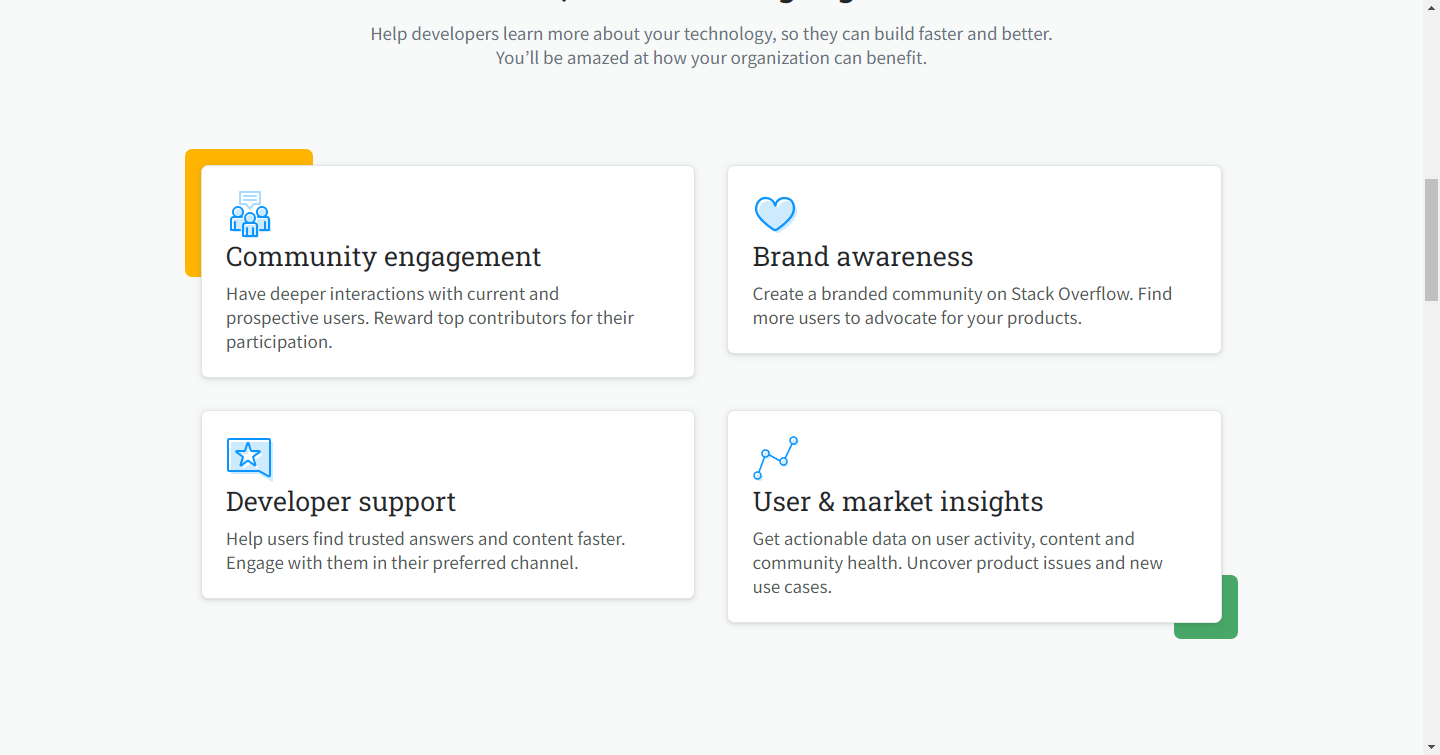 Help developers learn more about your technology, so they can build faster and better.
You’ll be amazed at how your organization can benefit.
Community engagement
Have deeper interactions with current and
prospective users. Reward top contributors for their
participation.
Brand awareness
Create a branded community on Stack Overflow. Find
more users to advocate for your products.
Developer support
Help users find trusted answers and content faster.
Engage with them in their preferred channel.
User & market insights
Get actionable data on user activity, content and
community health. Uncover product issues and new
use cases.